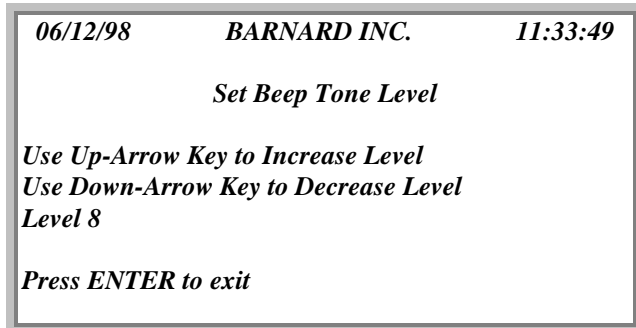 06/12/98 BARNARD INC. 11:33:49
Set Beep Tone Level
Use Up-Arrow Key to Increase Level
Use Down-Arrow Key to Decrease Level
Level 8
Press ENTER to exit